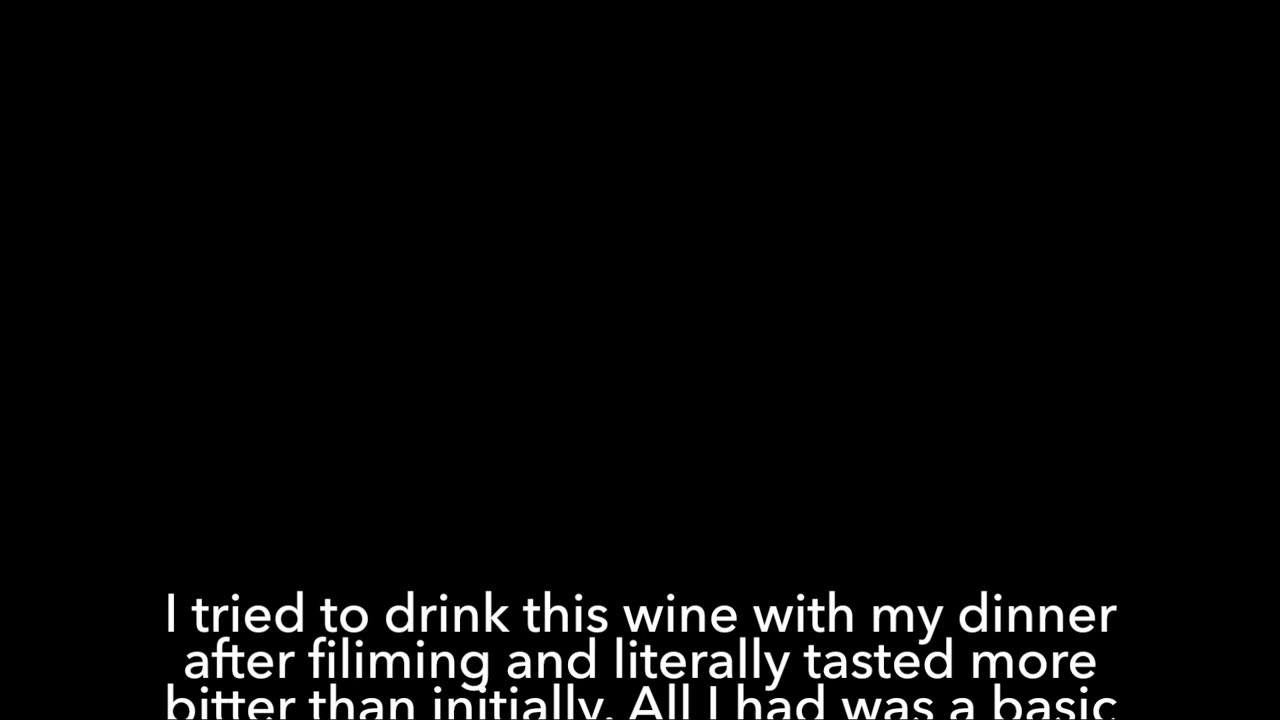 I tried to drink this wine with my dinner
after filiming and literally tasted more
bitter than initially. All I had was a basic